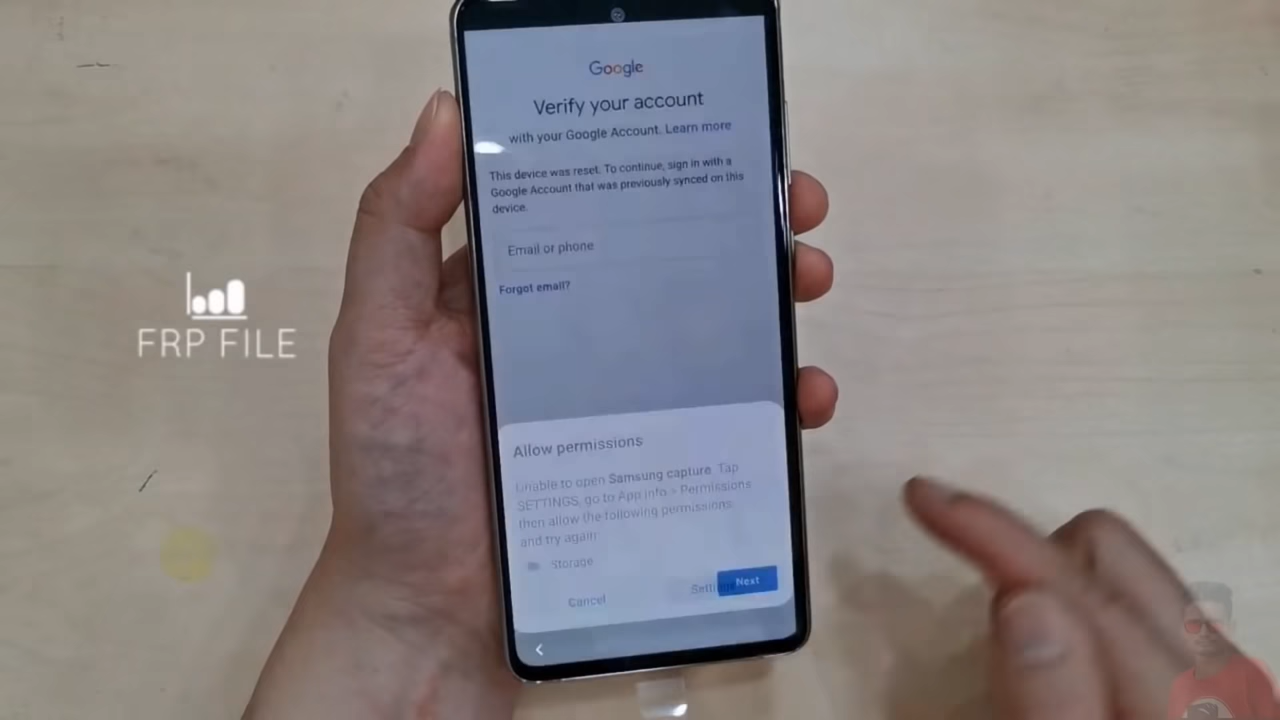 Google
Verify your account
with your Google Account. Learn more
This device was reset. To continue, sign in with a
Google Account that was previously synced on this
device.
Email or phone
Forgot email?
FRP FILE
Allow permissions
Unable to open Samsung capture. Tap
SETTINGS, go to App info > Permissions
then allow the following permissions
and try again
Storage
Next
Cancel